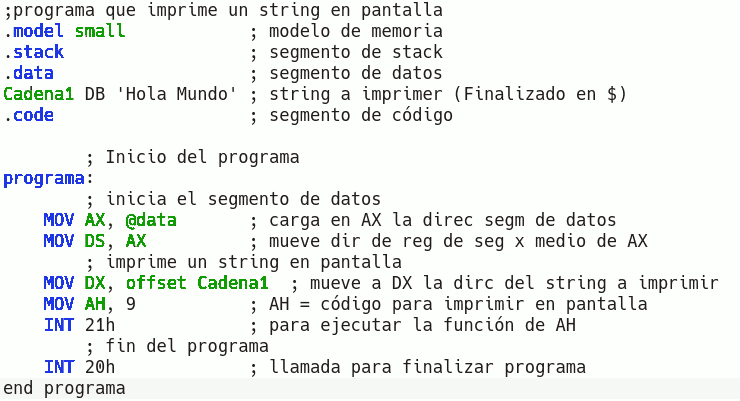 ;programa que imprime un string en pantalla
.model small            ; modelo de memoria
.stack                  ; segmento de stack
.data                   ; segmento de datos
Cadena1 DB 'Hola Mundo' ; string a imprimer (Finalizado en $)
.code                   ; segmento de código
        ; Inicio del programa
programa:
        ; inicia el segmento de datos
    MOV AX, @data       ; carga en AX la direc segm de datos
    MOV DS, AX          ; mueve dir de reg de seg x medio de AX
        ; imprime un string en pantalla
    MOV DX, offset Cadena1  ; mueve a DX la dirc del string a imprimir
    MOV AH, 9           ; AH = código para imprimir en pantalla
    INT 21h             ; para ejecutar la función de AH
        ; fin del programa
    INT 20h             ; llamada para finalizar programa
end programa